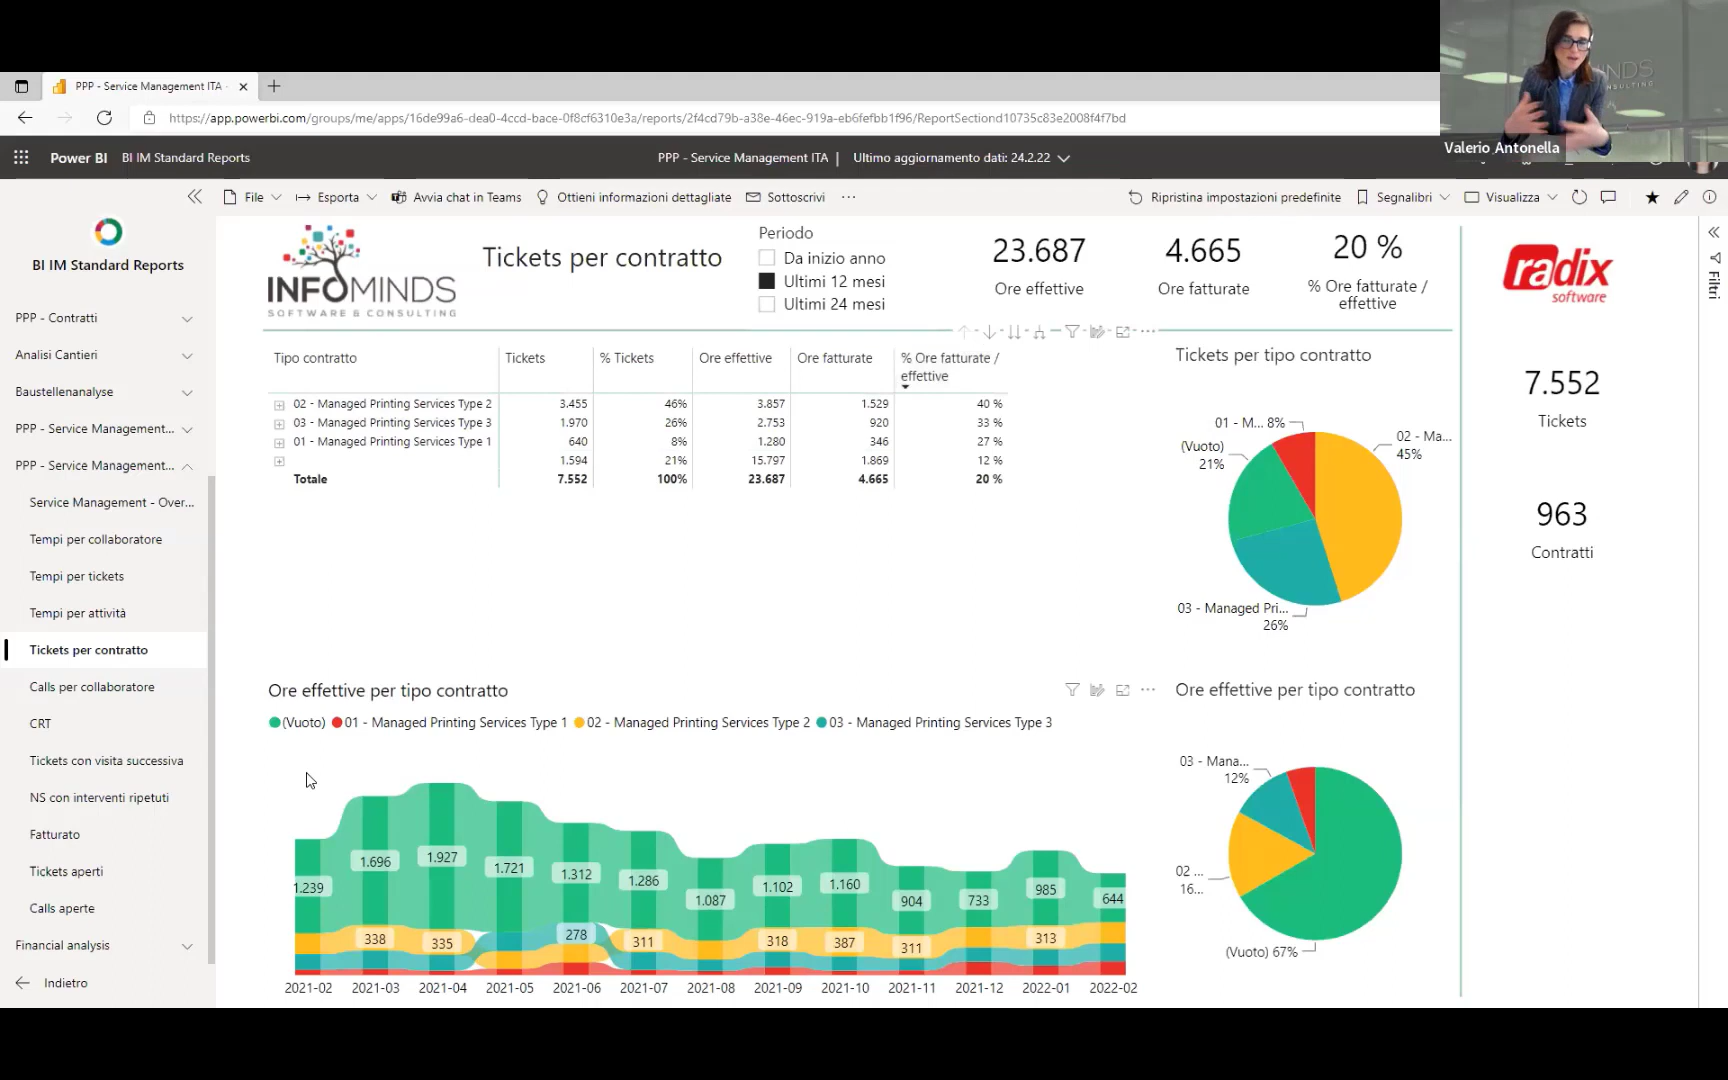 PPP - Service Management ITA
https://app.powerbi.com/groups/me/apps/16de99a6-dea0-4ccd-bace-0f8cf6310e3a/reports/2f4cd79b-a38e-46ec-919a-eb6fefbb1f96/ReportSectiond10735c83e2008f4f7bd
Valerio Antonella
Power BI BI IM Standard Reports
PPP - Service Management ITA | Ultimo aggiornamento dati: 24.2.22
File Esporta Avvia chat in Teams Ottieni informazioni dettagliate Sottoscrivi ...
Ripristina impostazioni predefinite Segnalibri Visualizza
BI IM Standard Reports
PPP - Contratti
Analisi Cantieri
Baustellenanalyse
PPP - Service Management...
PPP - Service Management...
Service Management - Over...
Tempi per collaboratore
Tempi per tickets
Tempi per attività
Tickets per contratto
Calls per collaboratore
CRT
Tickets con visita successiva
NS con interventi ripetuti
Fatturato
Tickets aperti
Calls aperte
Financial analysis
Indietro
INFOMINDS
SOFTWARE & CONSULTING
Tickets per contratto
Periodo
Da inizio anno
Ultimi 12 mesi
Ultimi 24 mesi
23.687
Ore effettive
4.665
Ore fatturate
20 %
% Ore fatturate /
effettive
radix
software
Filtri
Tipo contratto Tickets % Tickets Ore effettive Ore fatturate % Ore fatturate /
effettive
02 - Managed Printing Services Type 2 3.455 46% 3.857 1.529 40 %
03 - Managed Printing Services Type 3 1.970 26% 2.753 920 33 %
01 - Managed Printing Services Type 1 640 8% 1.280 346 27 %
1.594 21% 15.797 1.869 12 %
Totale 7.552 100% 23.687 4.665 20 %
Tickets per tipo contratto
01 - M... 8%
(Vuoto)
21%
02 - Ma...
45%
03 - Managed Pri...
26%
7.552
Tickets
963
Contratti
Ore effettive per tipo contratto
(Vuoto) 01 - Managed Printing Services Type 1 02 - Managed Printing Services Type 2 03 - Managed Printing Services Type 3
1.239 1.696 1.927 1.721 1.312 1.286 1.087 1.102 1.160 904 733 985 644
338 335 278 311 318 387 311 313
2021-02 2021-03 2021-04 2021-05 2021-06 2021-07 2021-08 2021-09 2021-10 2021-11 2021-12 2022-01 2022-02
Ore effettive per tipo contratto
03 - Mana...
12%
02 ...
16...
(Vuoto) 67%